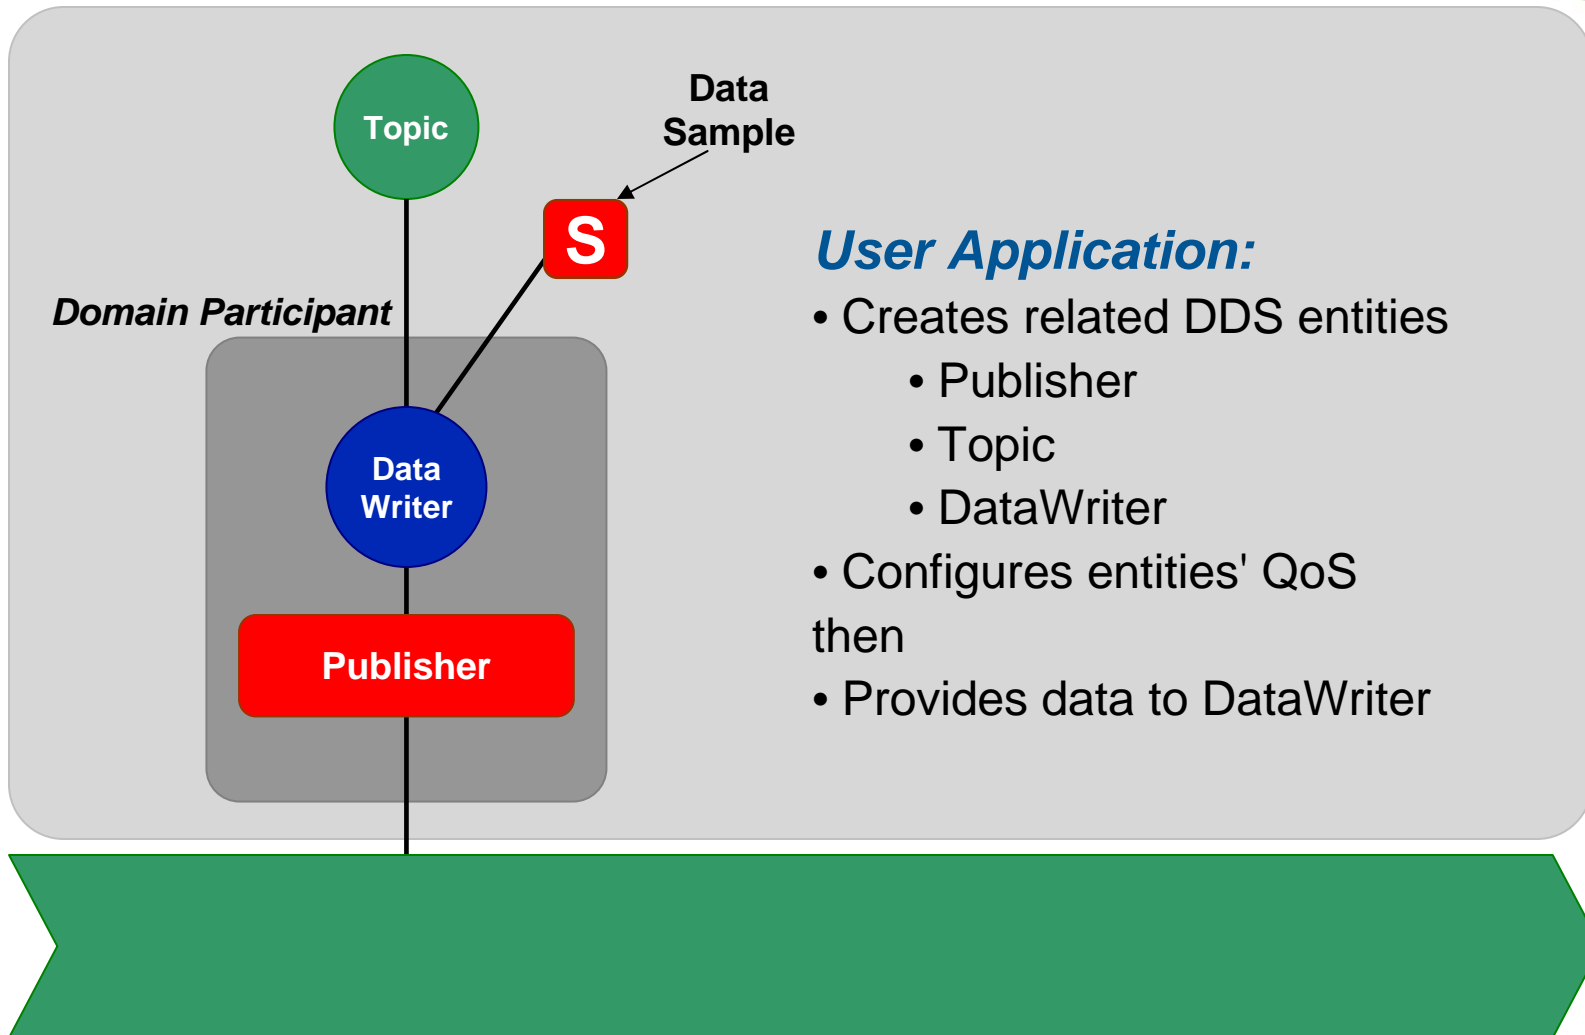 Topic
Data
Sample
S
Domain Participant
Data
Writer
Publisher
User Application:
• Creates related DDS entities
• Publisher
• Topic
• DataWriter
• Configures entities' QoS
then
• Provides data to DataWriter